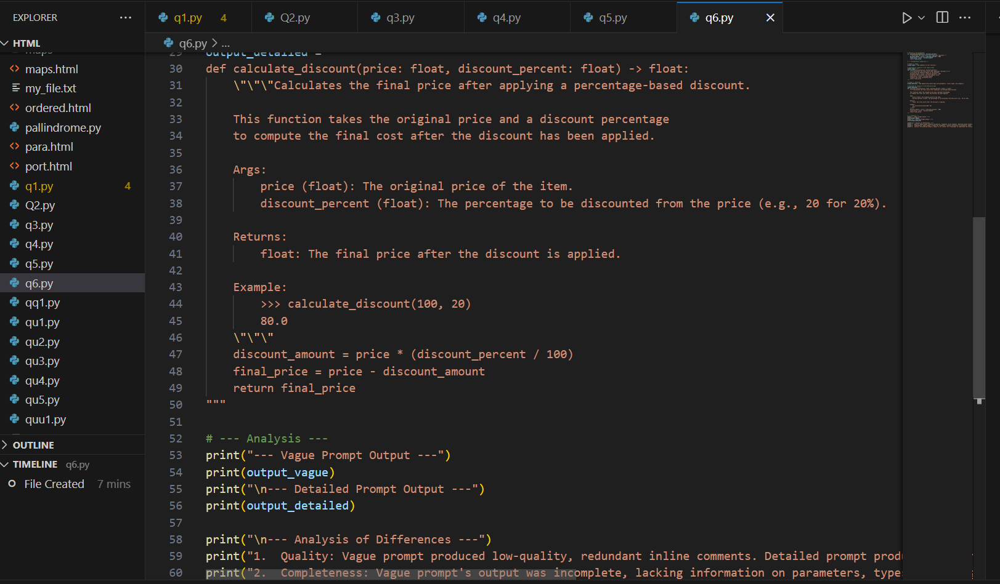 EXPLORER
HTML
maps
maps.html
my_file.txt
ordered.html
pallindrome.py
para.html
port.html
q1.py 4
Q2.py
q3.py
q4.py
q5.py
q6.py
qq1.py
qu1.py
qu2.py
qu3.py
qu4.py
qu5.py
quu1.py
OUTLINE
TIMELINE q6.py
File Created 7 mins
q1.py 4 Q2.py q3.py q4.py q5.py q6.py
q6.py > ...
29 output_detailed =
30 def calculate_discount(price: float, discount_percent: float) -> float:
31 \"\"\"Calculates the final price after applying a percentage-based discount.
32
33 This function takes the original price and a discount percentage
34 to compute the final cost after the discount has been applied.
35
36 Args:
37 price (float): The original price of the item.
38 discount_percent (float): The percentage to be discounted from the price (e.g., 20 for 20%).
39
40 Returns:
41 float: The final price after the discount is applied.
42
43 Example:
44 >>> calculate_discount(100, 20)
45 80.0
46 \"\"\"
47 discount_amount = price * (discount_percent / 100)
48 final_price = price - discount_amount
49 return final_price
50 """
51
52 # --- Analysis ---
53 print("--- Vague Prompt Output ---")
54 print(output_vague)
55 print("\n--- Detailed Prompt Output ---")
56 print(output_detailed)
57
58 print("\n--- Analysis of Differences ---")
59 print("1.  Quality: Vague prompt produced low-quality, redundant inline comments. Detailed prompt prod
60 print("2.  Completeness: Vague prompt's output was incomplete, lacking information on parameters, type